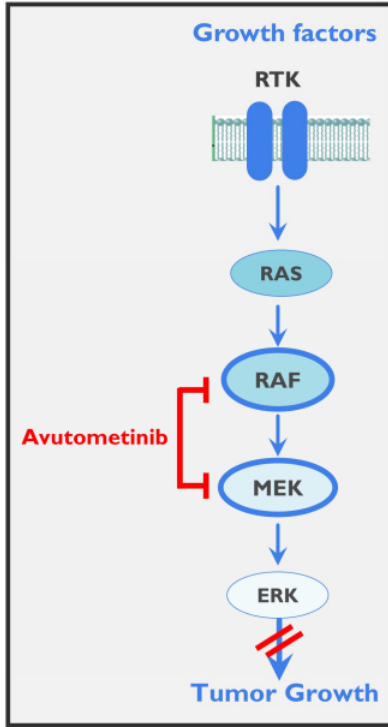 Growth factors
RTK
RAS
RAF
Avutometinib
MEK
ERK
Tumor Growth